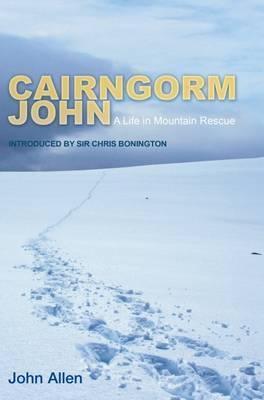 CAIRNGORM
JOHN A Life in Mountain Rescue
INTRODUCED BY SIR CHRIS BONINGTON
John Allen